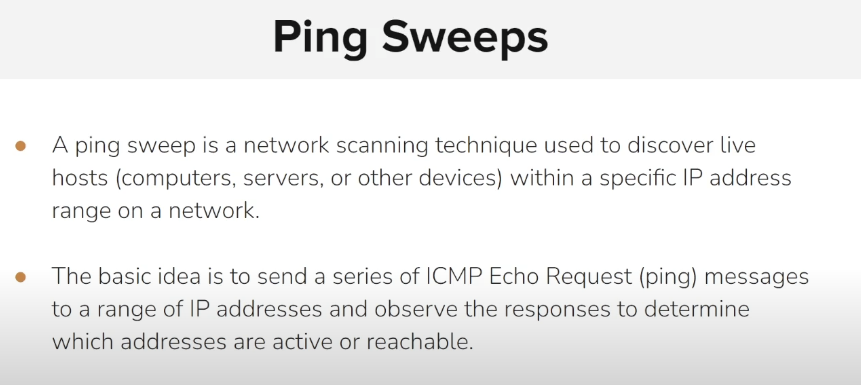 Ping Sweeps
● A ping sweep is a network scanning technique used to discover live
hosts (computers, servers, or other devices) within a specific IP address
range on a network.
● The basic idea is to send a series of ICMP Echo Request (ping) messages
to a range of IP addresses and observe the responses to determine
which addresses are active or reachable.